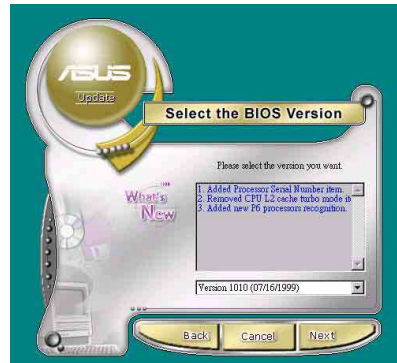 ASUS
Update
Select the BIOS Version
Please select the version you want.
What's
New
1. Added Processor Serial Number item.
2. Removed CPU L2 cache turbo mode it
3. Added new P6 processors recognition.
Version 1010 (07/16/1999)
Back
Cancel
Next